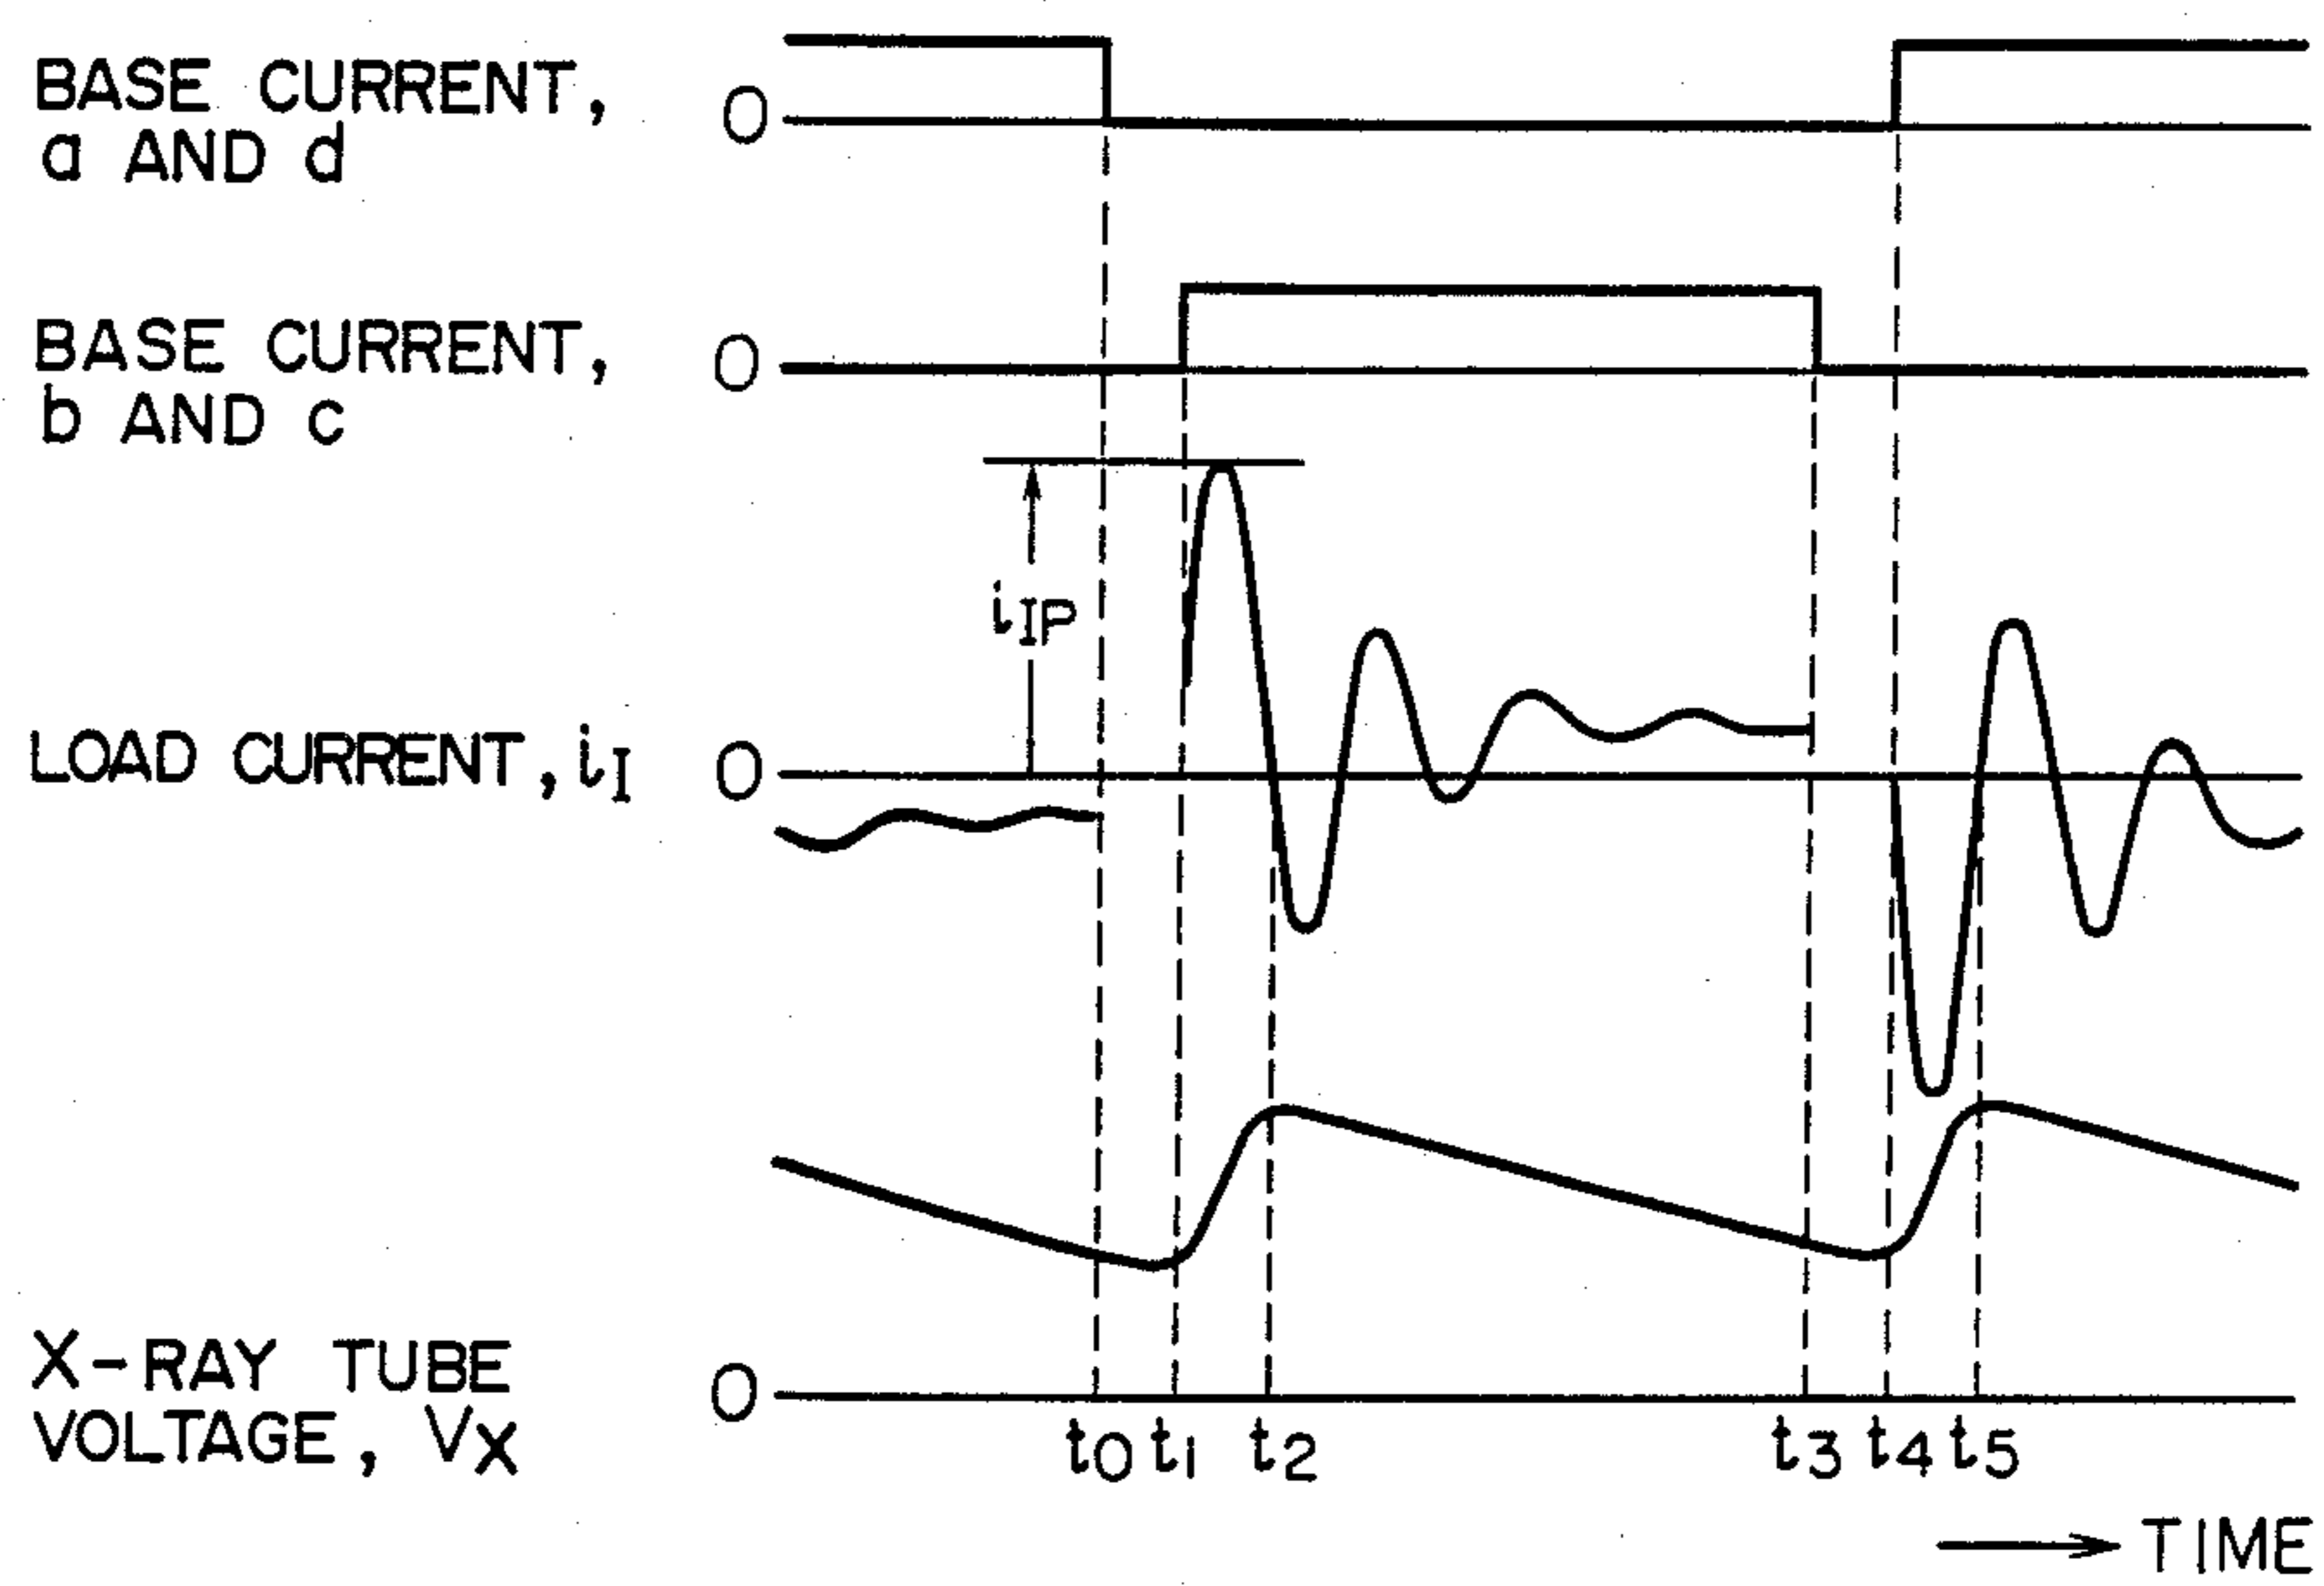 BASE CURRENT,
a AND d
0
BASE CURRENT,
b AND c
0
iIP
LOAD CURRENT, iI
0
X-RAY TUBE
VOLTAGE, VX
0
t0 t1 t2 t3 t4 t5
TIME